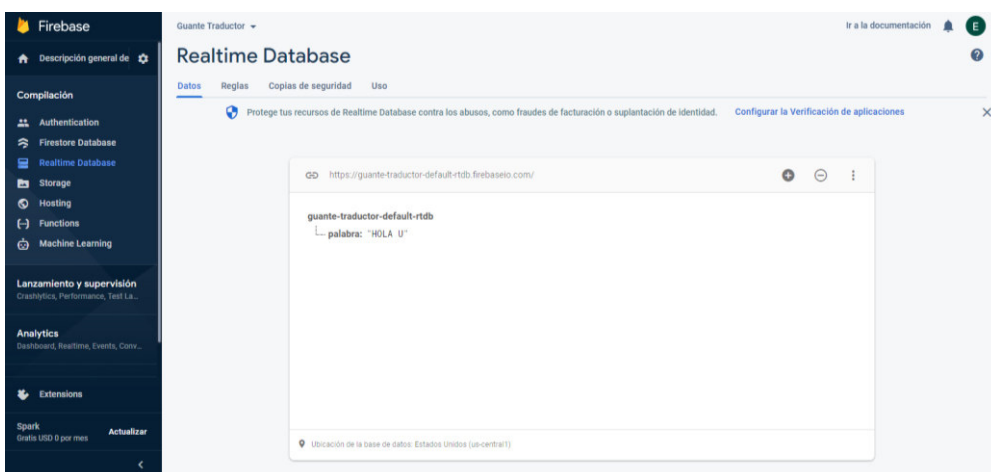 Firebase
Descripción general de
Compilación
Authentication
Firestore Database
Realtime Database
Storage
Hosting
Functions
Machine Learning
Lanzamiento y supervisión
Crashlytics, Performance, Test La...
Analytics
Dashboard, Realtime, Events, Conv...
Extensions
Spark
Gratis USD 0 por mes
Actualizar
Guante Traductor
Ir a la documentación
E
Realtime Database
Datos Reglas Copias de seguridad Uso
Protege tus recursos de Realtime Database contra los abusos, como fraudes de facturación o suplantación de identidad. Configurar la Verificación de aplicaciones
https://guante-traductor-default-rtdb.firebaseio.com/
guante-traductor-default-rtdb
palabra: "HOLA U"
Ubicación de la base de datos: Estados Unidos (us-central1)